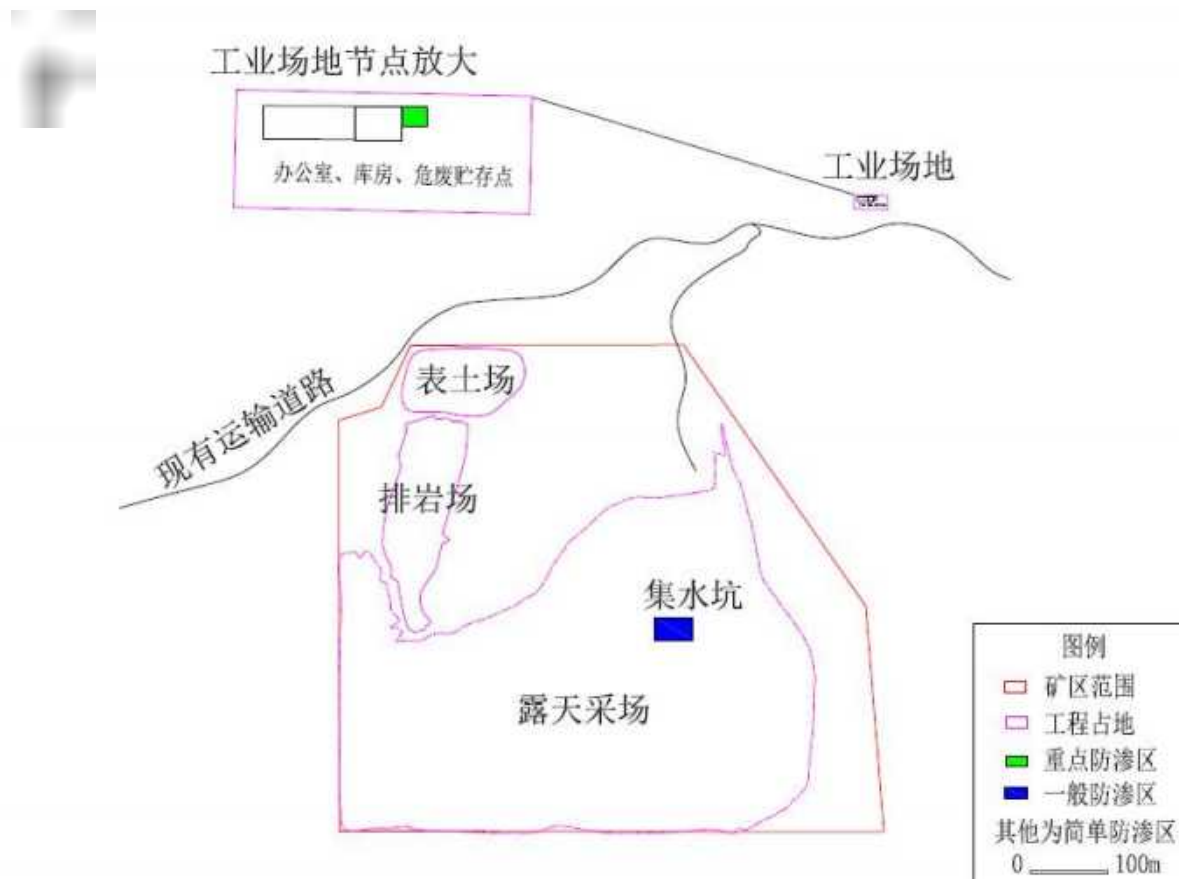 工业场地节点放大
办公室、库房、危废贮存点
工业场地
现有运输道路
表土场
排岩场
集水坑
露天采场
图例
矿区范围
工程占地
重点防渗区
一般防渗区
其他为简单防渗区
0 100m